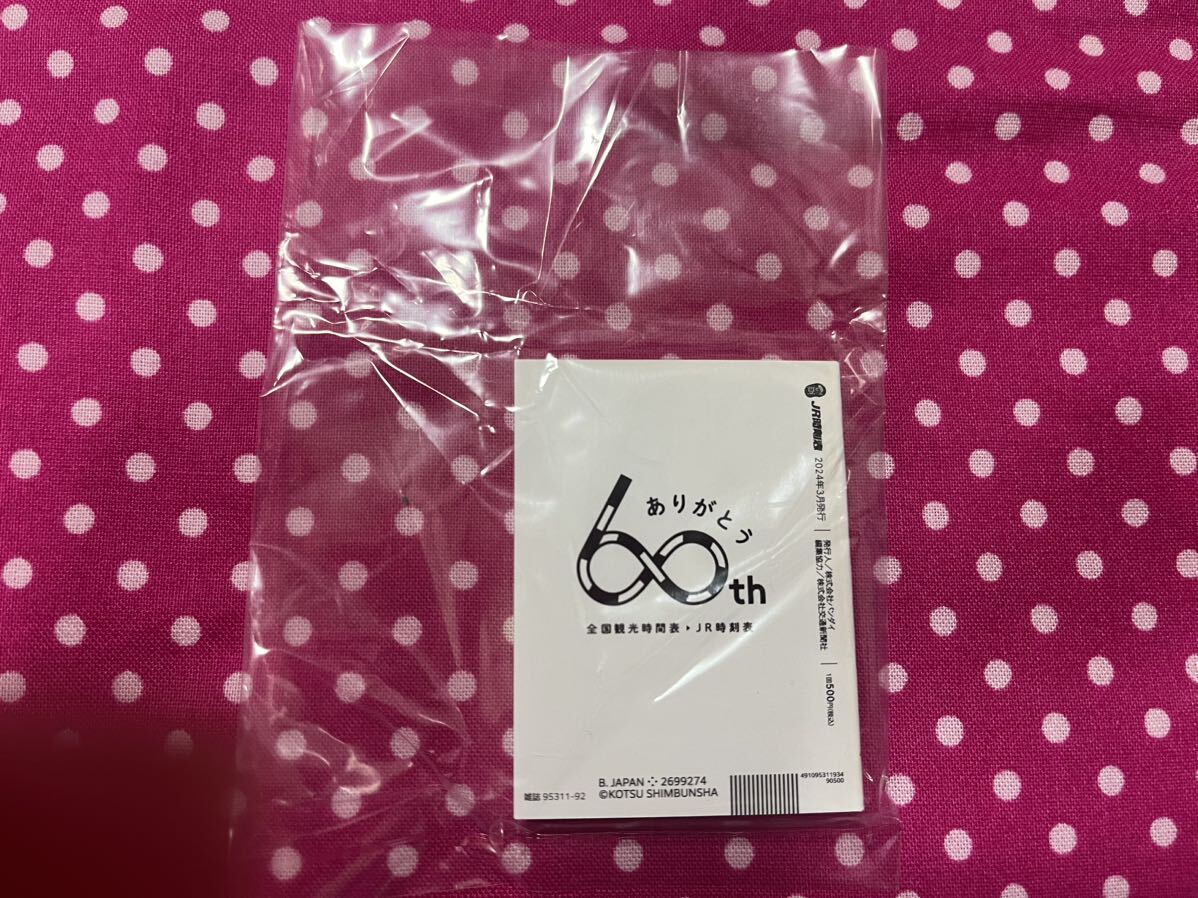 ありがとう
60th
全国観光時間表▸JR時刻表
JR時刻表
2024年3月発行
発行人/株式会社バンダイ
編集協力/株式会社交通新聞社
1回500円(税込)
B. JAPAN 2699274
雑誌 95311-92
©KOTSU SHIMBUNSHA
491095311934
90500